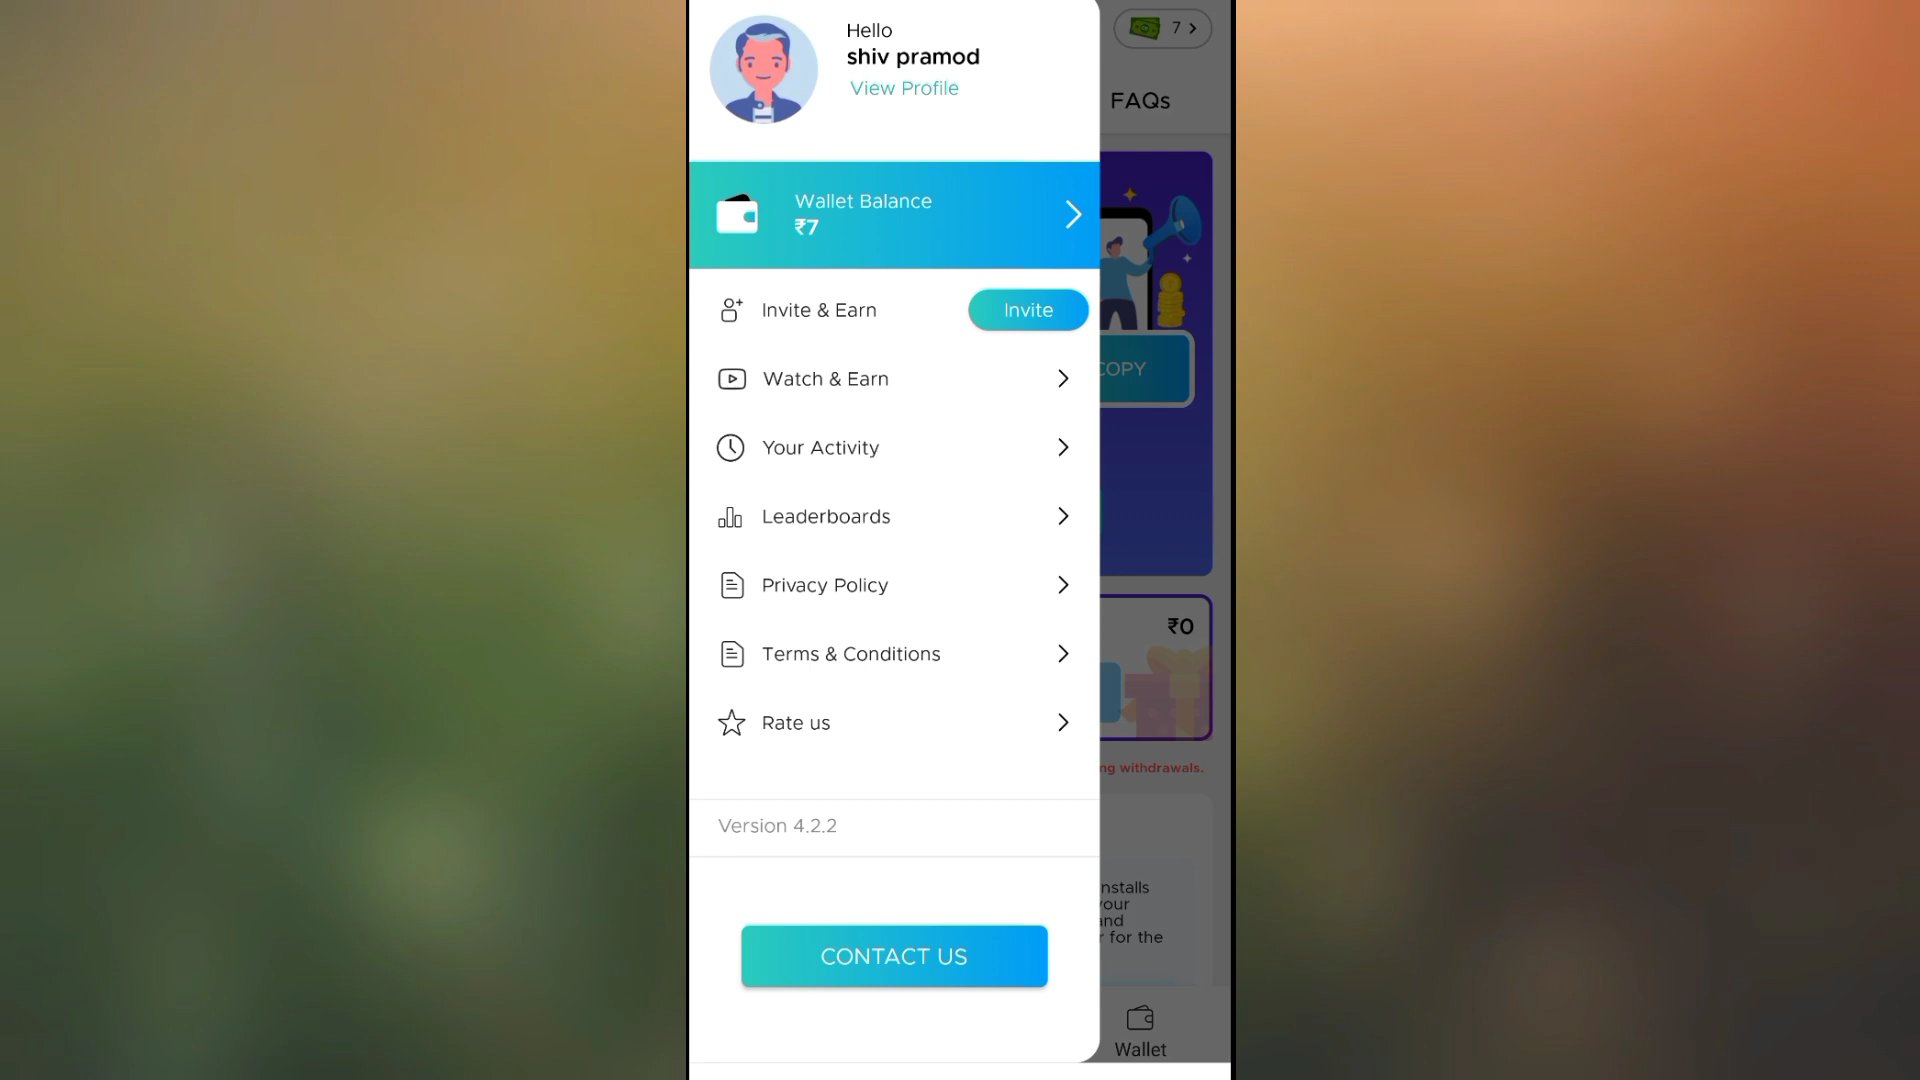 Hello
shiv pramod
View Profile
7
FAQs
Wallet Balance
₹7
Invite & Earn
Invite
Watch & Earn
COPY
Your Activity
Leaderboards
Privacy Policy
₹0
Terms & Conditions
Rate us
ng withdrawals.
Version 4.2.2
nstalls
your
and
r for the
CONTACT US
Wallet